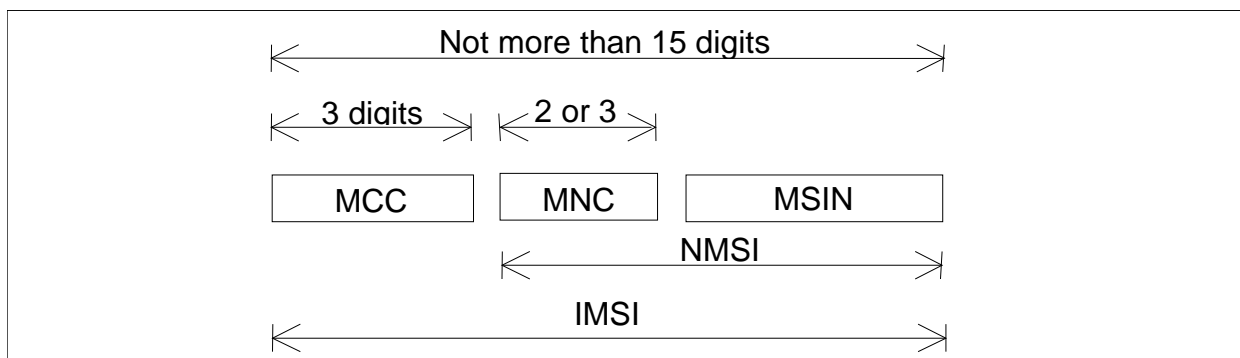 Not more than 15 digits
3 digits 2 or 3
MCC MNC MSIN
NMSI
IMSI